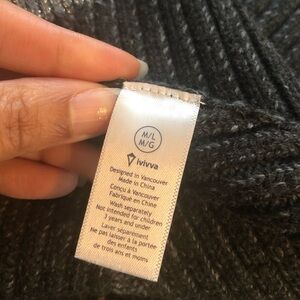 M/L
M/G
ivivva
Designed in Vancouver
Made in China
Conçu à Vancouver
Fabriqué en Chine
Wash separately
Not intended for children
3 years and under
Laver séparément
Ne pas laisser à la portée
des enfants
de trois ans et moins